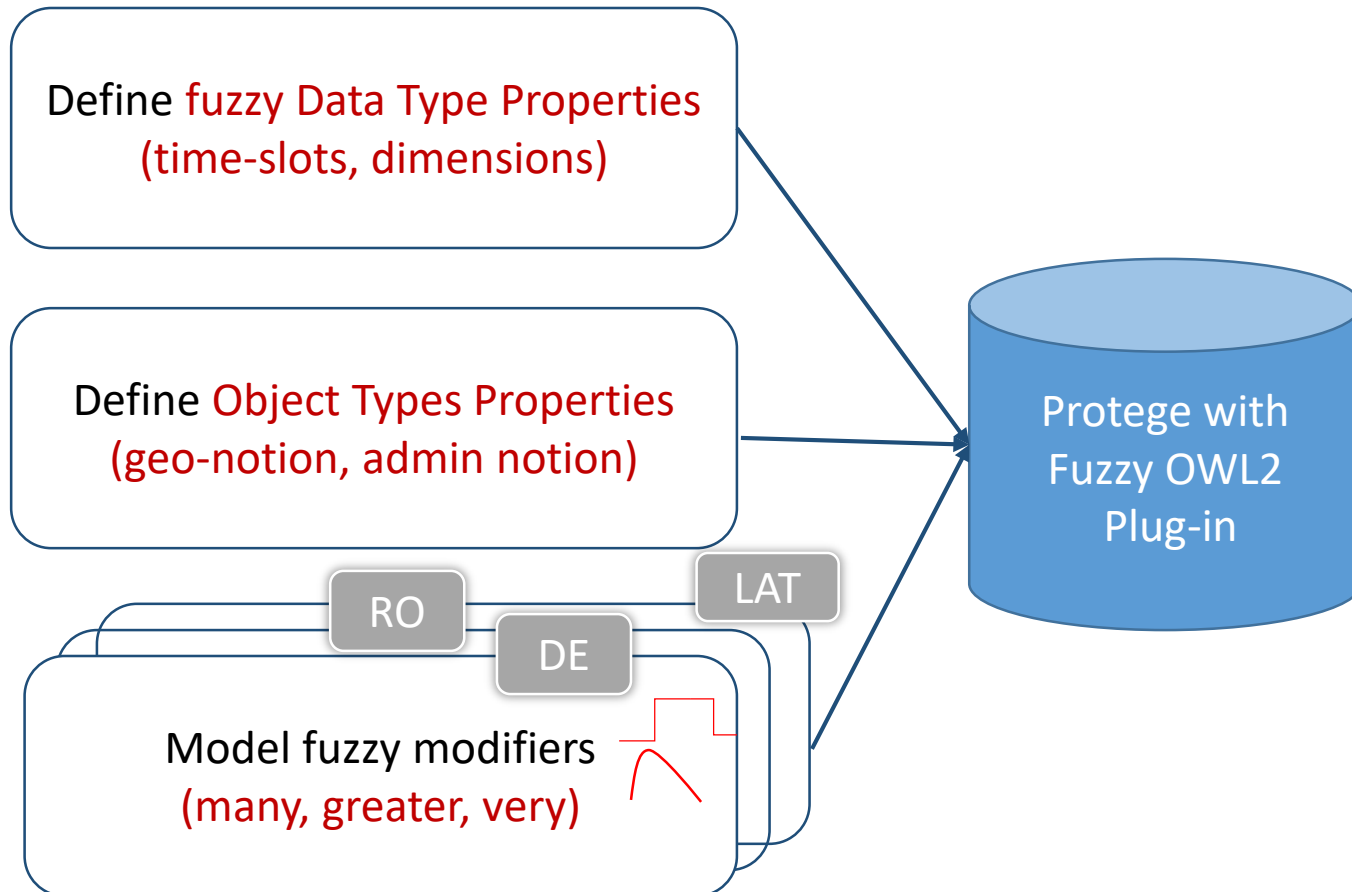 Define fuzzy Data Type Properties
(time-slots, dimensions)
Define Object Types Properties
(geo-notion, admin notion)
RO
LAT
DE
Model fuzzy modifiers
(many, greater, very)
Protege with
Fuzzy OWL2
Plug-in